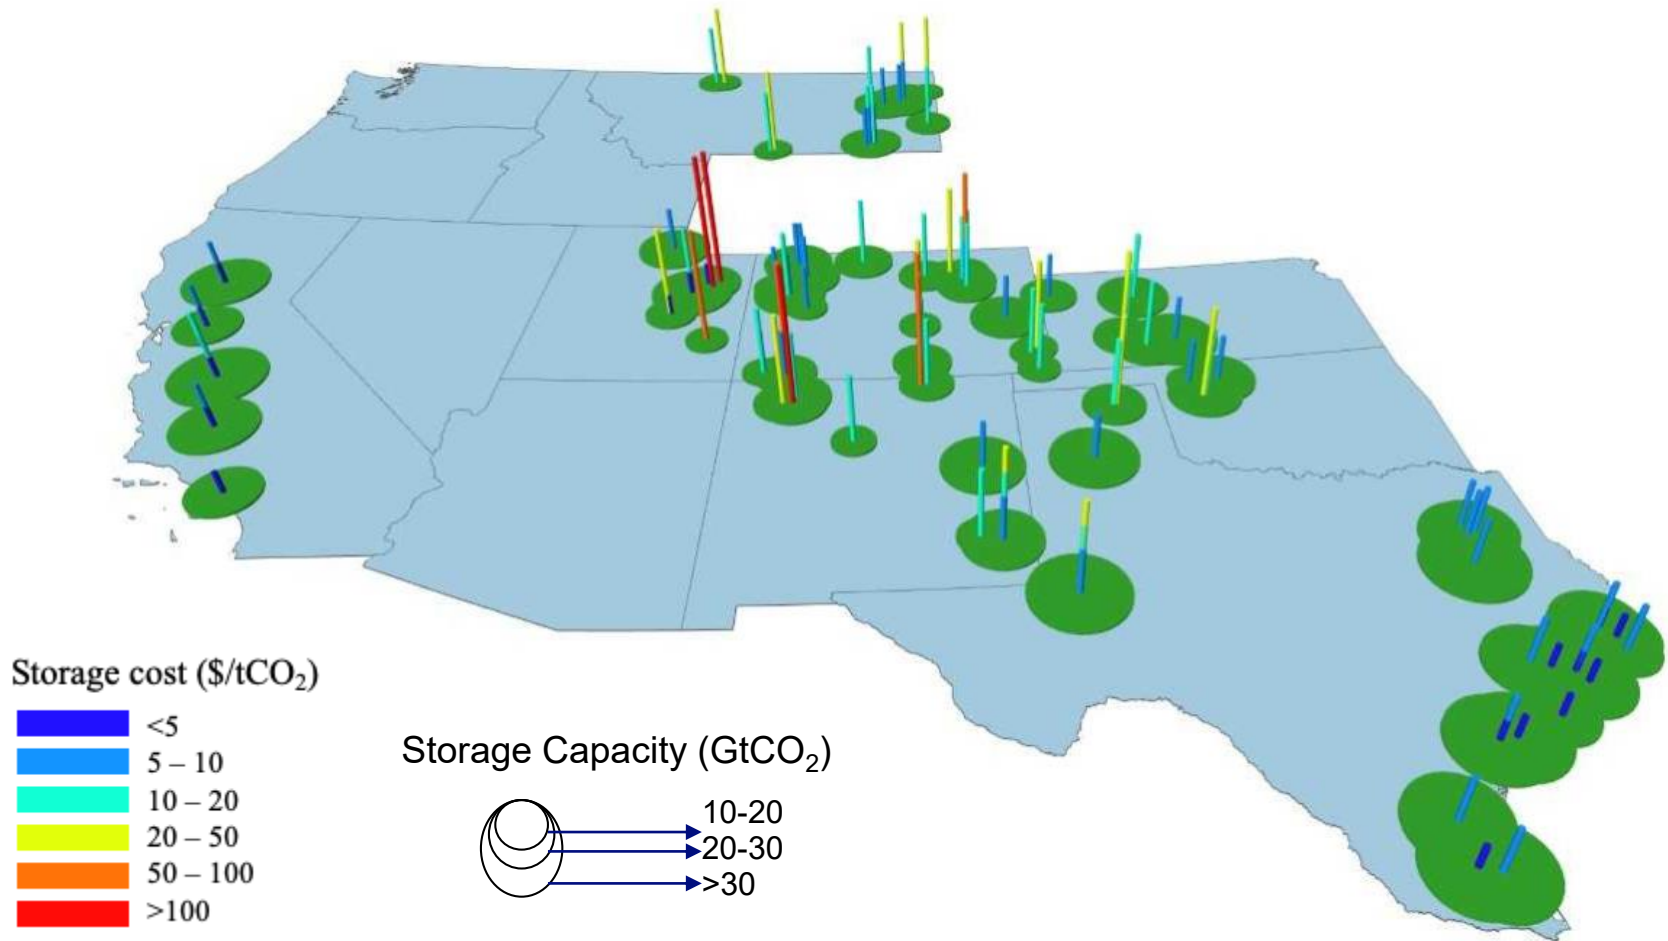 Storage cost ($/tCO₂)
<5
5 – 10
10 – 20
20 – 50
50 – 100
>100
Storage Capacity (GtCO₂)
10-20
20-30
>30